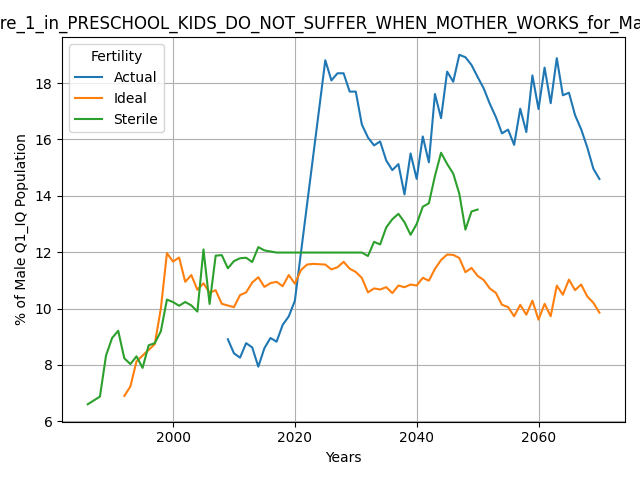 re_1_in_PRESCHOOL_KIDS_DO_NOT_SUFFER_WHEN_MOTHER_WORKS_for_Ma
Fertility
Actual
Ideal
Sterile
18
16
14
12
10
8
6
% of Male Q1_IQ Population
2000 2020 2040 2060
Years